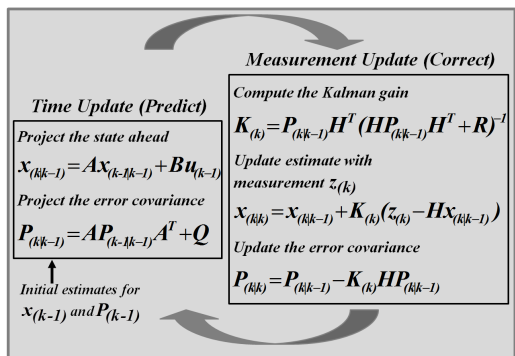 Time Update (Predict)
Project the state ahead
x(k|k−1)=Ax(k-1|k−1)+Bu(k−1)
Project the error covariance
P(k|k−1)=AP(k-1|k−1)A^T+Q
Initial estimates for
x(k-1) and P(k-1)
Measurement Update (Correct)
Compute the Kalman gain
K(k)=P(k|k−1)H^T(HP(k|k−1)H^T+R)^−1
Update estimate with
measurement z(k)
x(k|k)=x(k|k−1)+K(k)(z(k)−Hx(k|k−1))
Update the error covariance
P(k|k)=P(k|k−1)−K(k)HP(k|k−1)